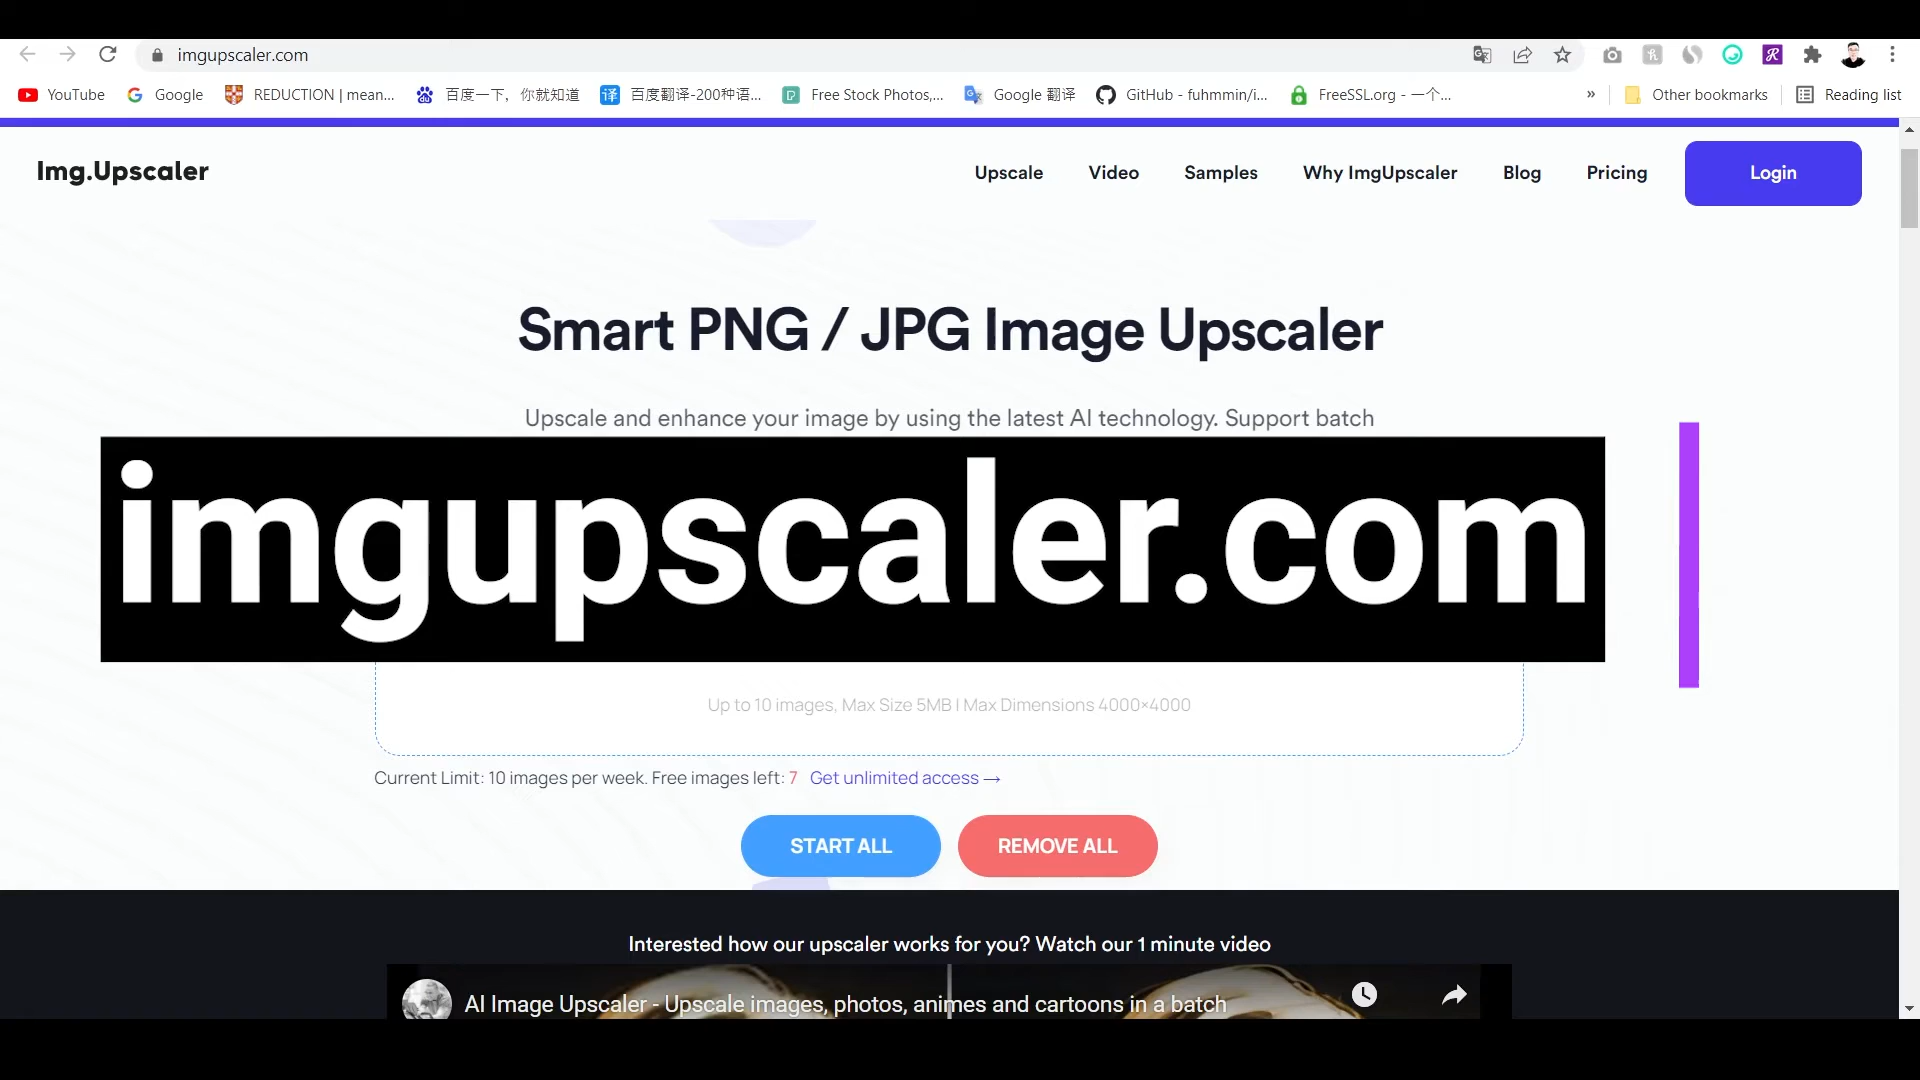 imgupscaler.com
YouTube
Google
REDUCTION | mean...
百度一下，你就知道
百度翻译-200种语...
Free Stock Photos,...
Google 翻译
GitHub - fuhmmin/i...
FreeSSL.org - 一个...
»
Other bookmarks
Reading list
Img.Upscaler
Upscale
Video
Samples
Why ImgUpscaler
Blog
Pricing
Login
Smart PNG / JPG Image Upscaler
Upscale and enhance your image by using the latest AI technology. Support batch
imgupscaler.com
Up to 10 images, Max Size 5MB | Max Dimensions 4000×4000
Current Limit: 10 images per week. Free images left: 7 Get unlimited access →
START ALL
REMOVE ALL
Interested how our upscaler works for you? Watch our 1 minute video
AI Image Upscaler - Upscale images, photos, animes and cartoons in a batch